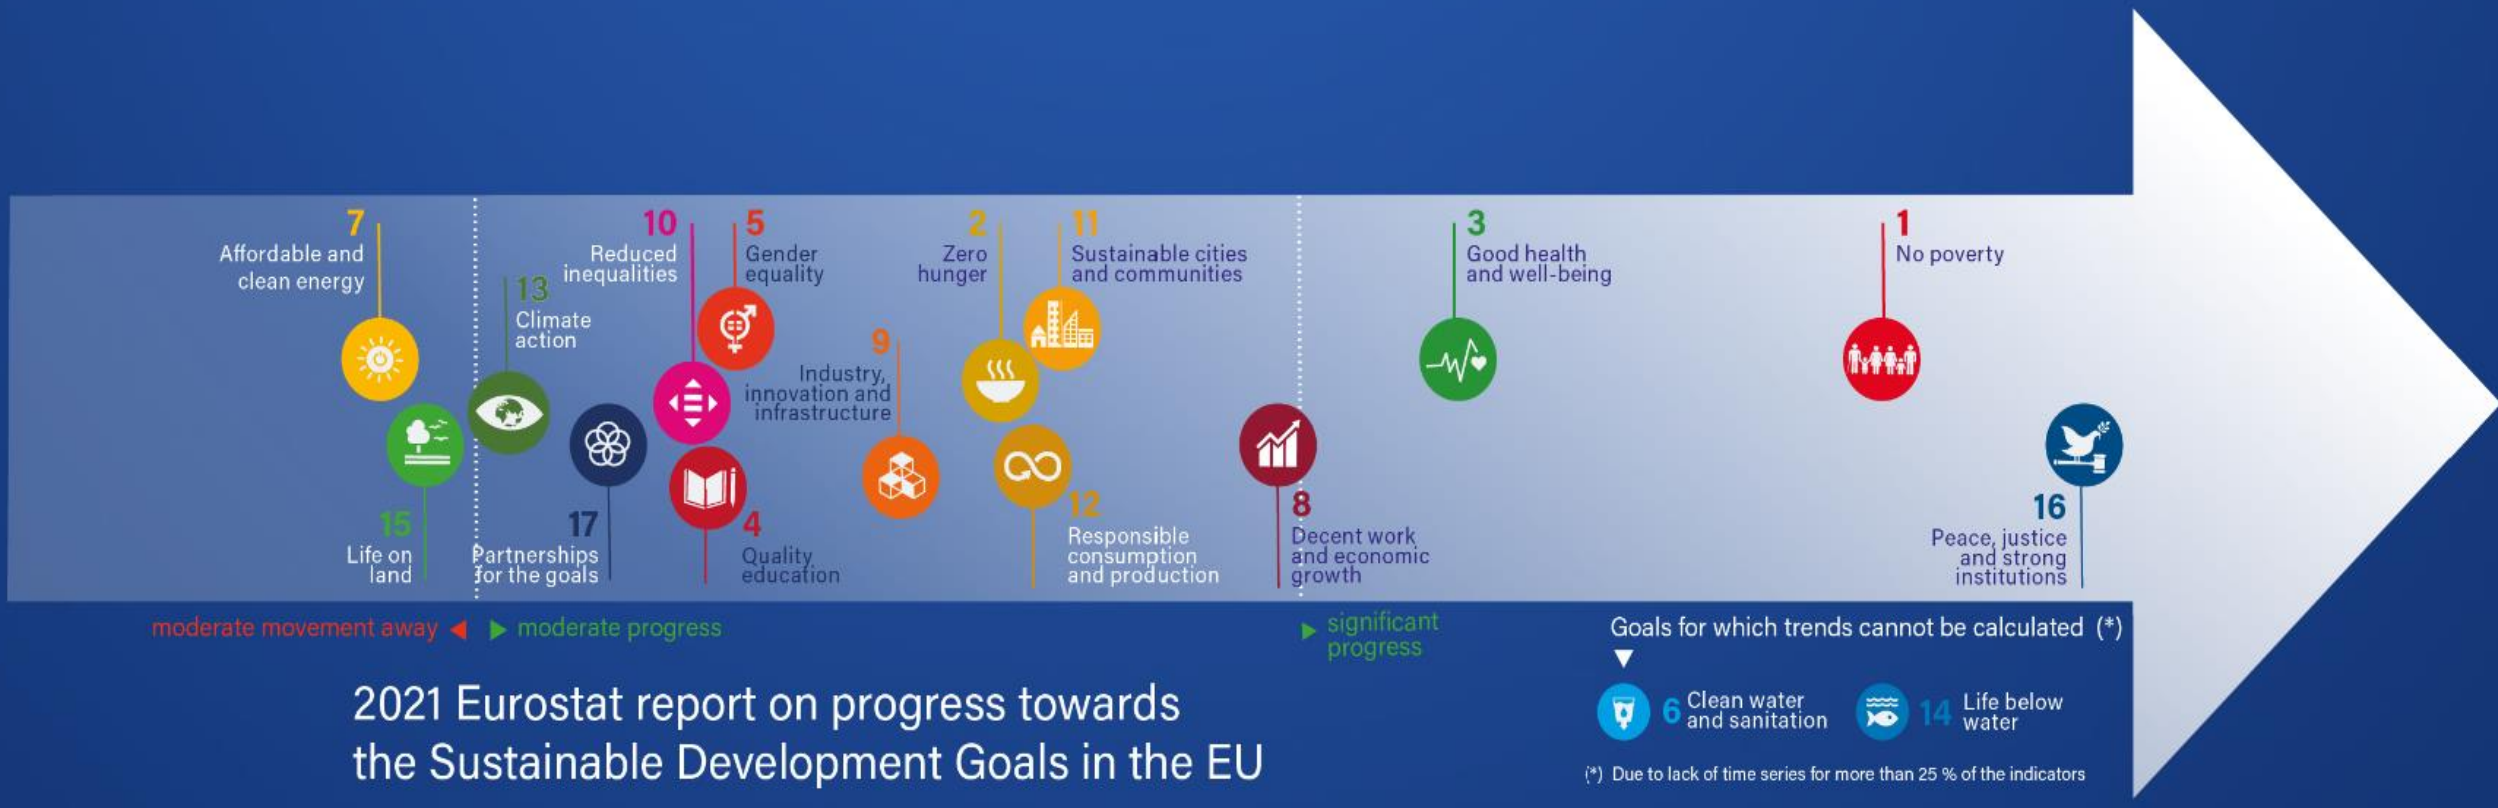 7
Affordable and
clean energy
13
Climate
action
10
Reduced
inequalities
5
Gender
equality
9
Industry,
innovation and
infrastructure
2
Zero
hunger
11
Sustainable cities
and communities
3
Good health
and well-being
1
No poverty
15
Life on
land
17
Partnerships
for the goals
4
Quality
education
12
Responsible
consumption
and production
8
Decent work
and economic
growth
16
Peace, justice
and strong
institutions
moderate movement away
moderate progress
significant
progress
Goals for which trends cannot be calculated (*)
6 Clean water
and sanitation
14 Life below
water
(*) Due to lack of time series for more than 25 % of the indicators
2021 Eurostat report on progress towards
the Sustainable Development Goals in the EU